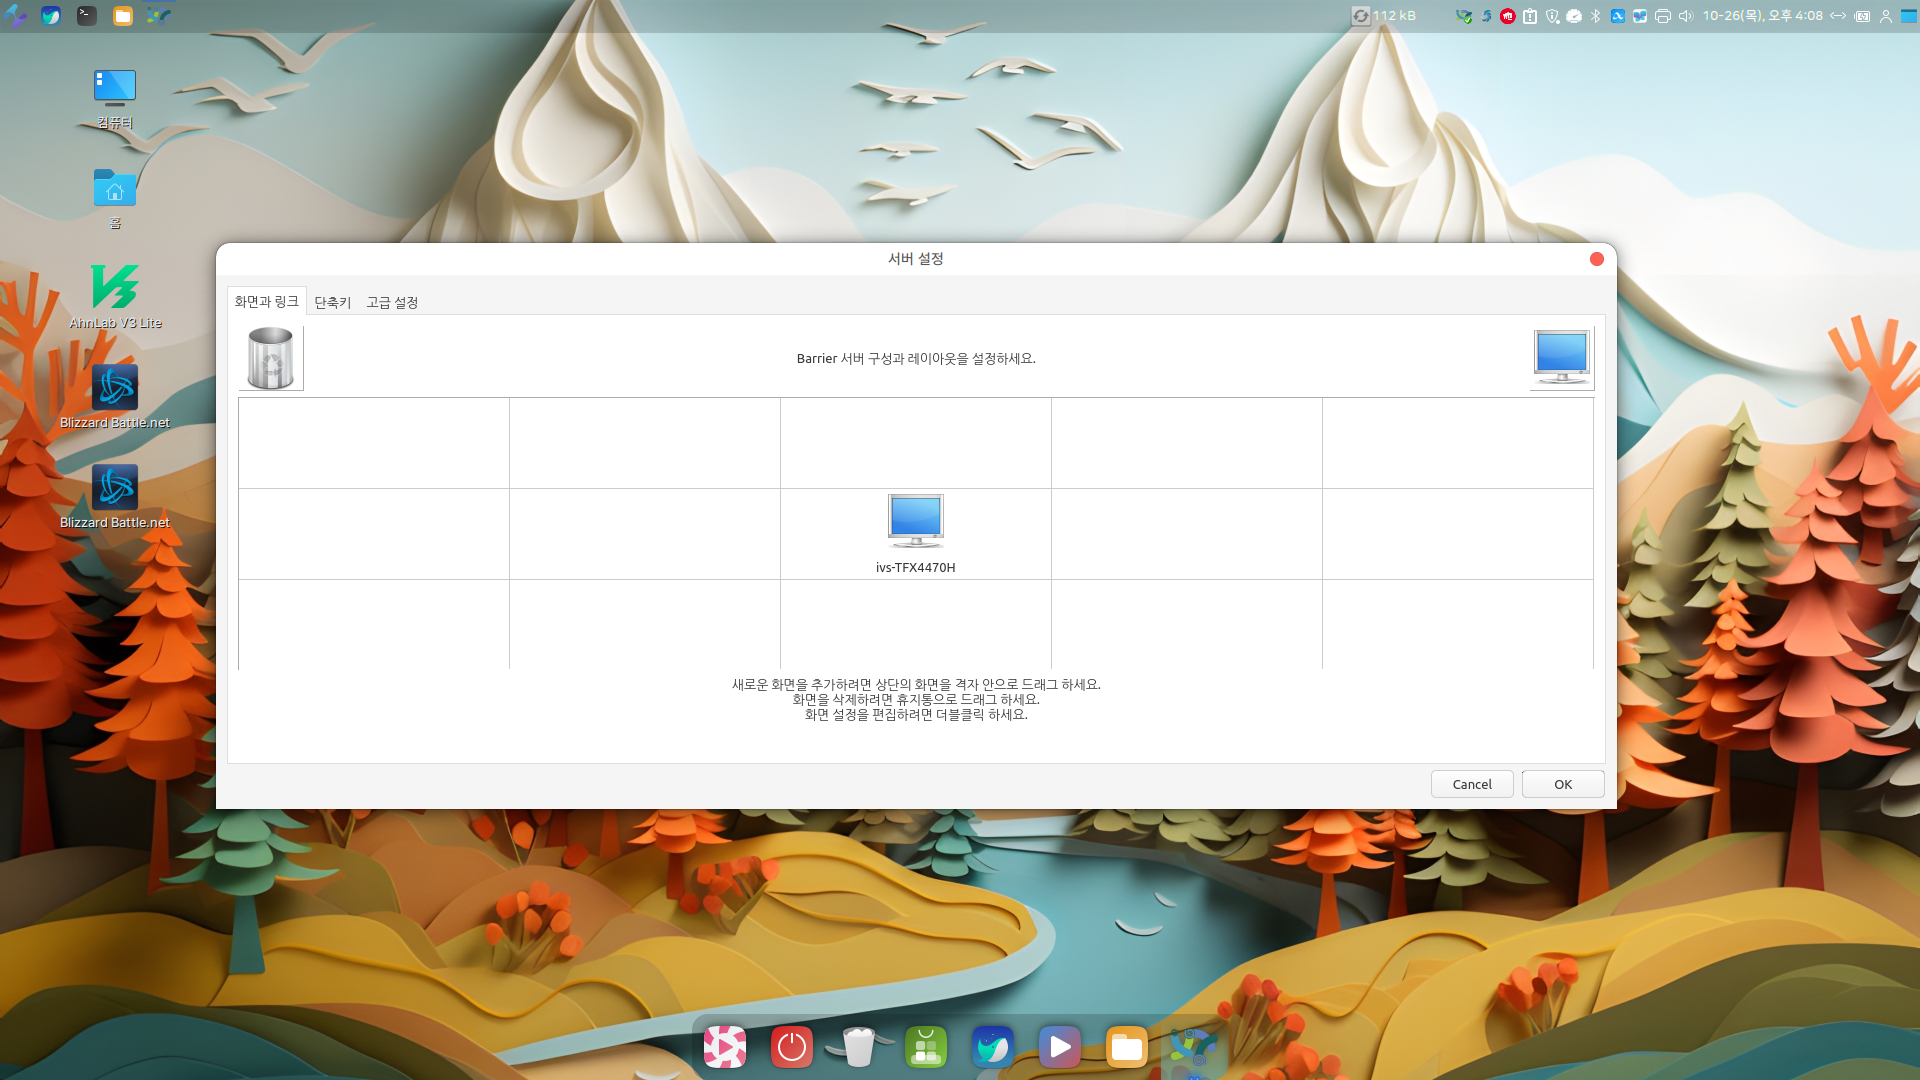 112 kB
10-26(목), 오후 4:08
컴퓨터
홈
AhnLab V3 Lite
Blizzard Battle.net
Blizzard Battle.net
서버 설정
화면과 링크
단축키
고급 설정
Barrier 서버 구성과 레이아웃을 설정하세요.
ivs-TFX4470H
새로운 화면을 추가하려면 상단의 화면을 격자 안으로 드래그 하세요.
화면을 삭제하려면 휴지통으로 드래그 하세요.
화면 설정을 편집하려면 더블클릭 하세요.
Cancel
OK